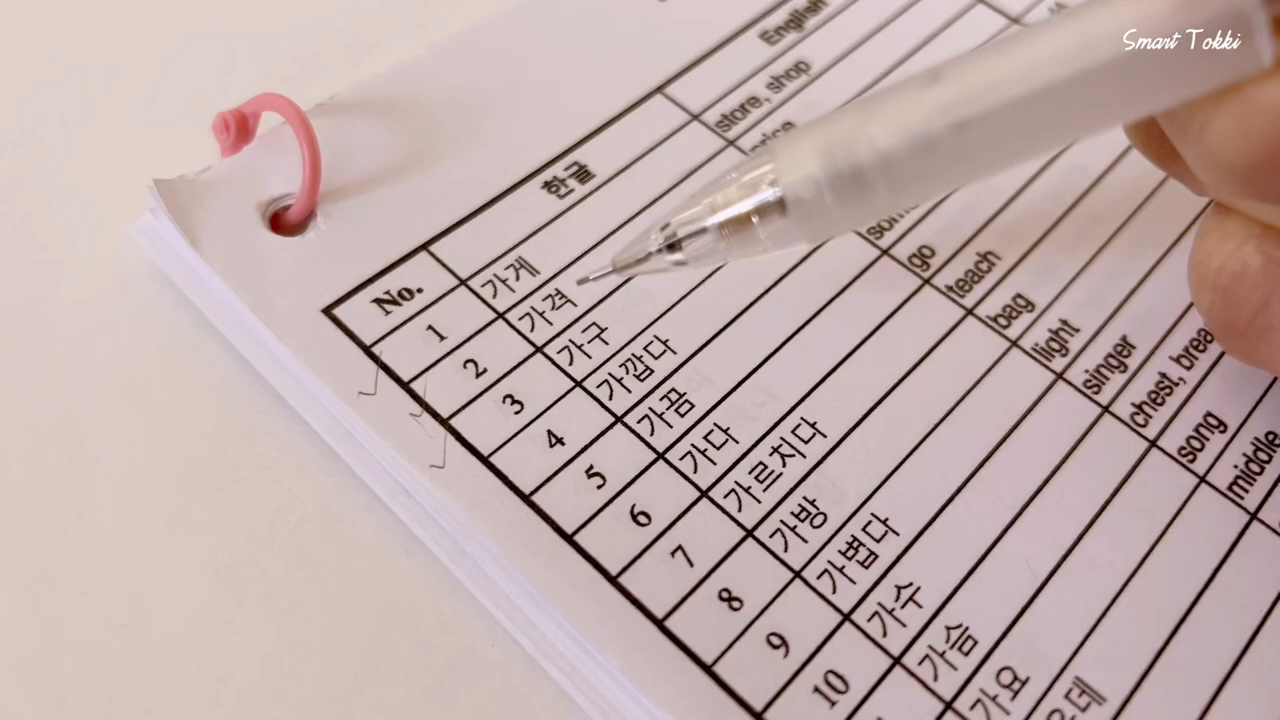 Smart Tokki
No. 한글 English
1 가게 store, shop
2 가격 price
3 가구
4 가깝다
5 가끔
6 가다 go
7 가르치다 teach
8 가방 bag
9 가볍다 light
10 가수 singer
가슴 chest,
가요 song
middle